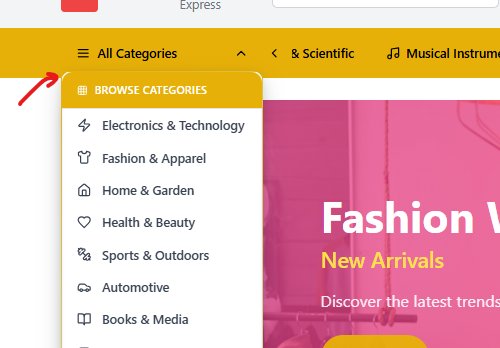 Express
All Categories
& Scientific
Musical Instrume
BROWSE CATEGORIES
Electronics & Technology
Fashion & Apparel
Home & Garden
Health & Beauty
Sports & Outdoors
Automotive
Books & Media
Fashion W
New Arrivals
Discover the latest trends